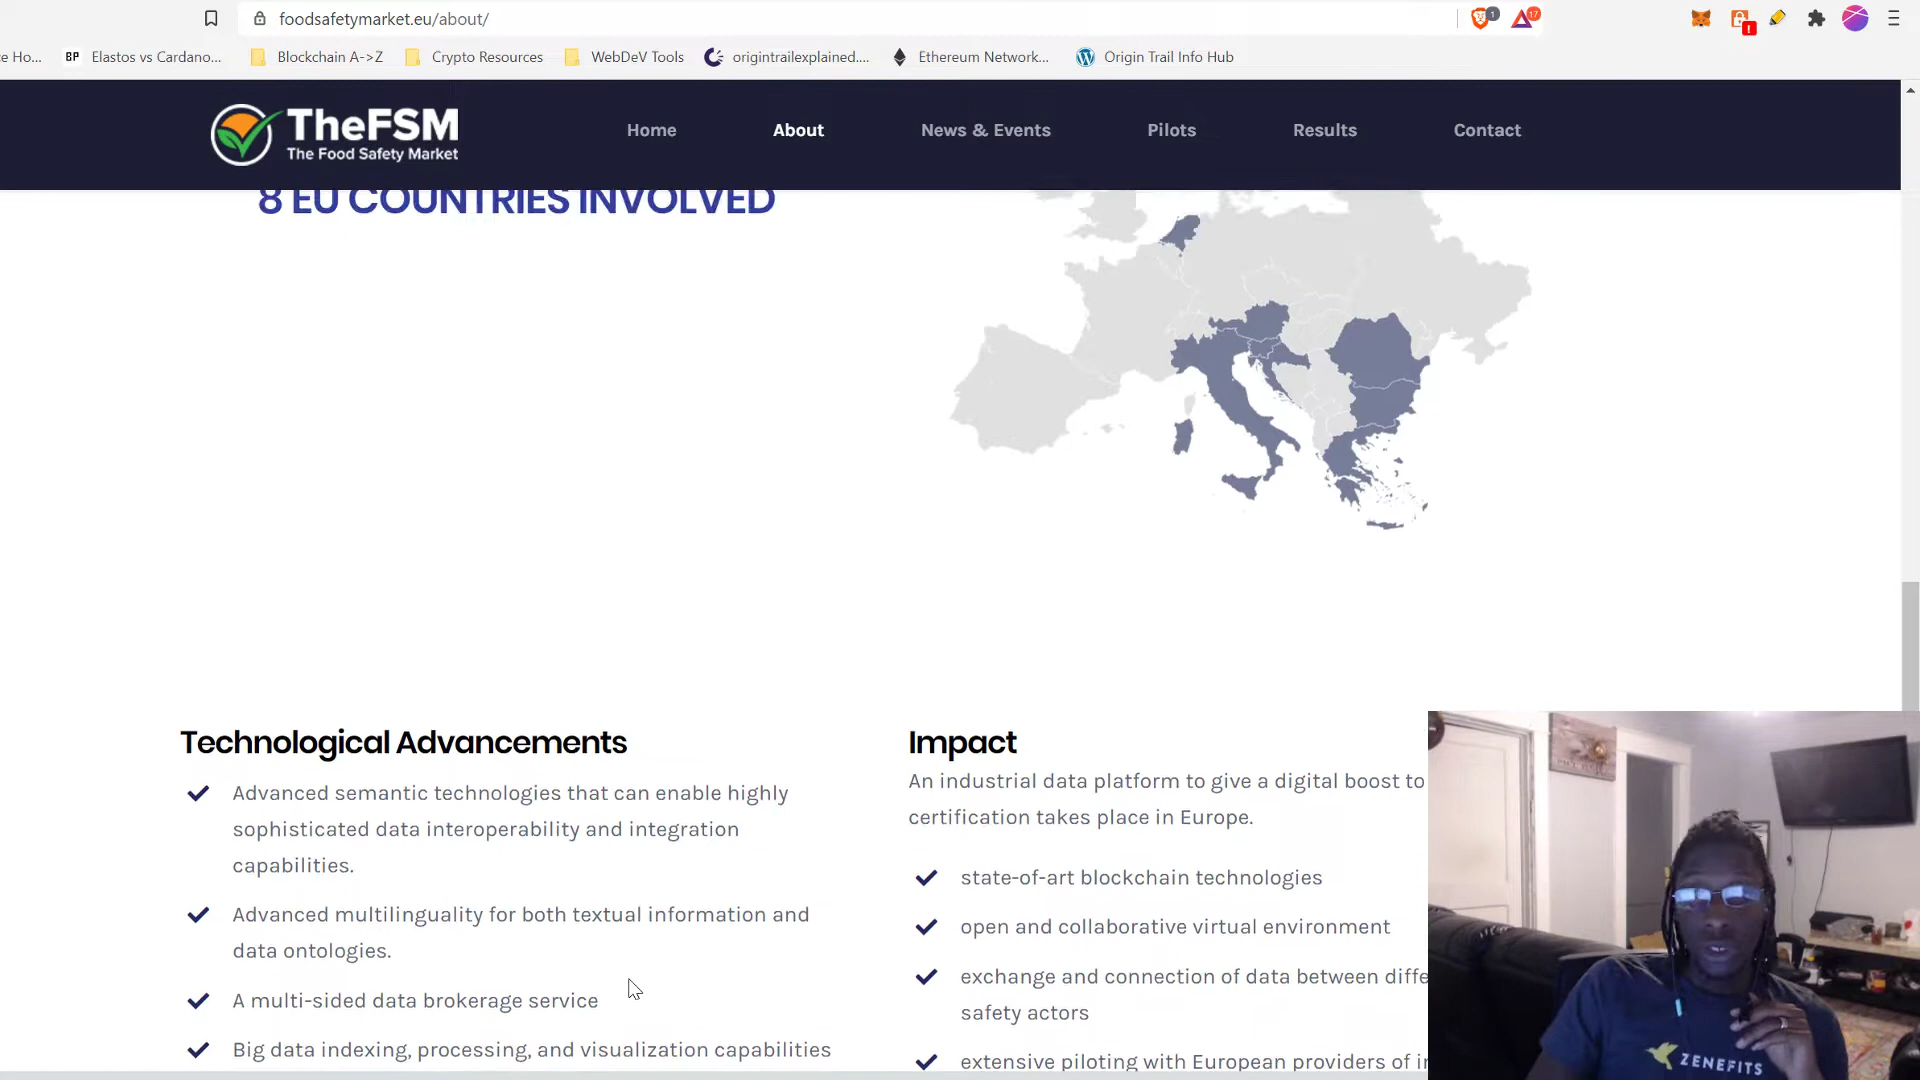 foodsafetymarket.eu/about/
1
17
ce Ho...
BP
Elastos vs Cardano...
Blockchain A->Z
Crypto Resources
WebDeV Tools
origintrailexplained....
Ethereum Network...
Origin Trail Info Hub
TheFSM
The Food Safety Market
Home
About
News & Events
Pilots
Results
Contact
8 EU COUNTRIES INVOLVED
Technological Advancements
Advanced semantic technologies that can enable highly
sophisticated data interoperability and integration
capabilities.
Advanced multilinguality for both textual information and
data ontologies.
A multi-sided data brokerage service
Big data indexing, processing, and visualization capabilities
Impact
An industrial data platform to give a digital boost to
certification takes place in Europe.
state-of-art blockchain technologies
open and collaborative virtual environment
exchange and connection of data between diffe
safety actors
extensive piloting with European providers of i
ZENEFITS